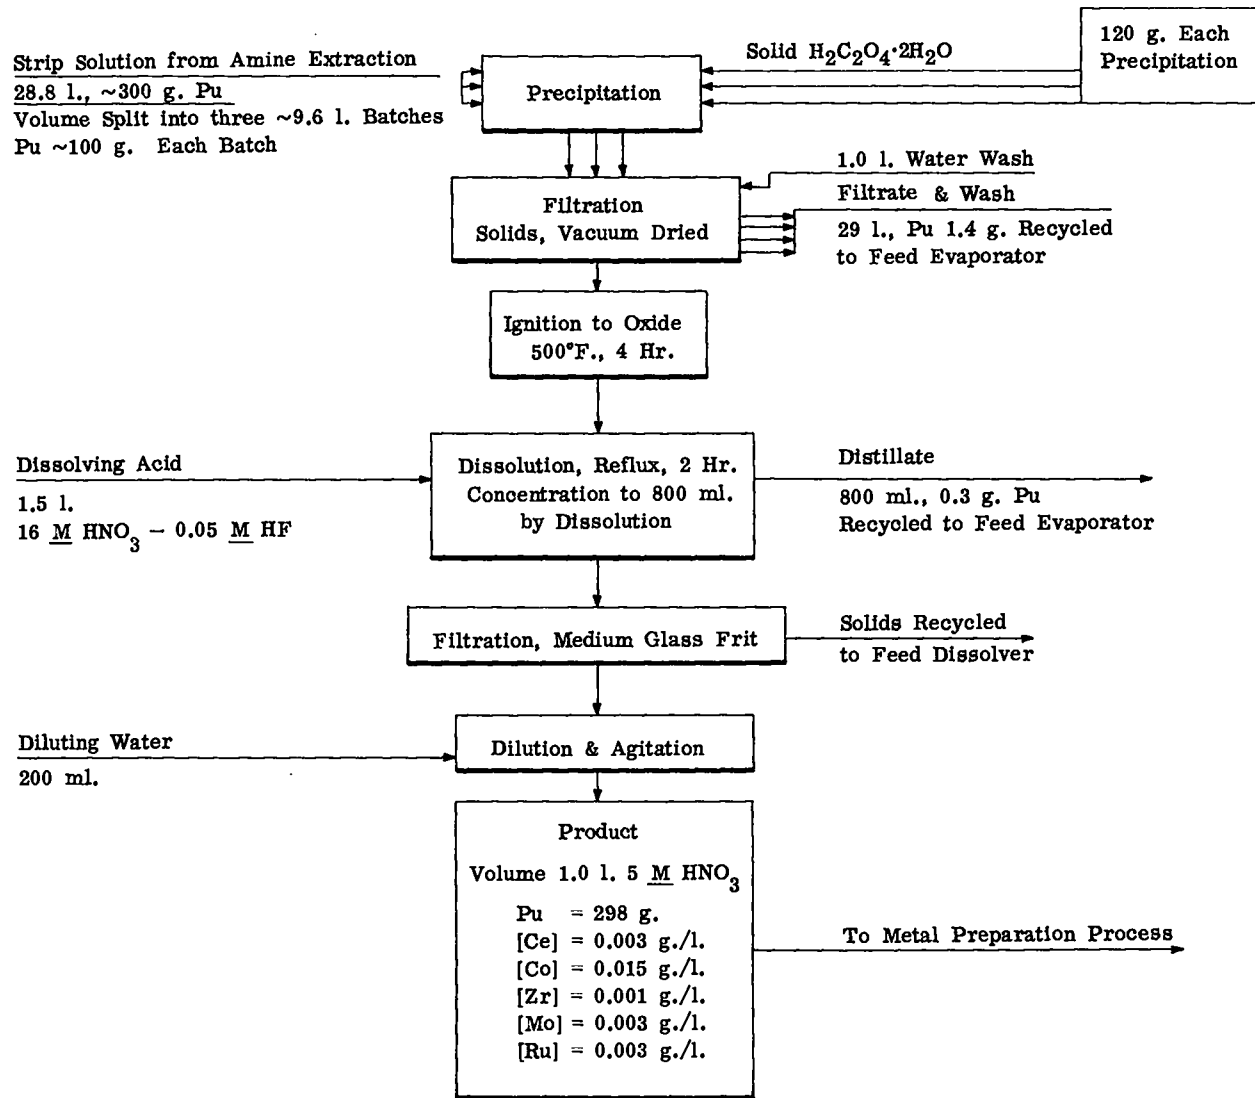 Strip Solution from Amine Extraction
28.8 l., ~300 g. Pu
Volume Split into three ~9.6 l. Batches
Pu ~100 g. Each Batch
Precipitation
Solid H₂C₂O₄·2H₂O
120 g. Each
Precipitation
Filtration
Solids, Vacuum Dried
1.0 l. Water Wash
Filtrate & Wash
29 l., Pu 1.4 g. Recycled
to Feed Evaporator
Ignition to Oxide
500°F., 4 Hr.
Dissolving Acid
1.5 l.
16 M HNO₃ – 0.05 M HF
Dissolution, Reflux, 2 Hr.
Concentration to 800 ml.
by Dissolution
Distillate
800 ml., 0.3 g. Pu
Recycled to Feed Evaporator
Filtration, Medium Glass Frit
Solids Recycled
to Feed Dissolver
Diluting Water
200 ml.
Dilution & Agitation
Product
Volume 1.0 l. 5 M HNO₃
Pu = 298 g.
[Ce] = 0.003 g./l.
[Co] = 0.015 g./l.
[Zr] = 0.001 g./l.
[Mo] = 0.003 g./l.
[Ru] = 0.003 g./l.
To Metal Preparation Process